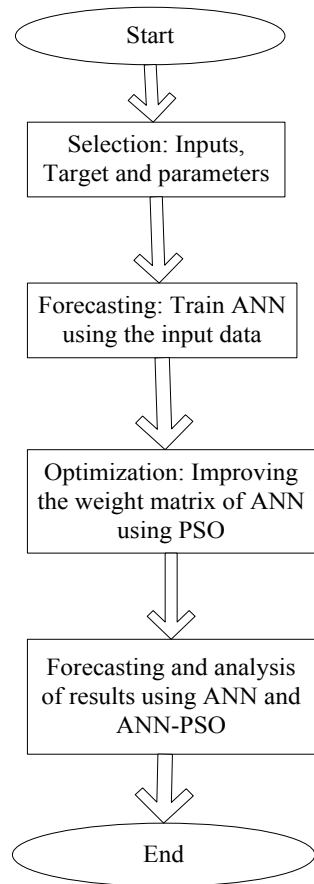 Start
Selection: Inputs,
Target and parameters
Forecasting: Train ANN
using the input data
Optimization: Improving
the weight matrix of ANN
using PSO
Forecasting and analysis
of results using ANN and
ANN-PSO
End